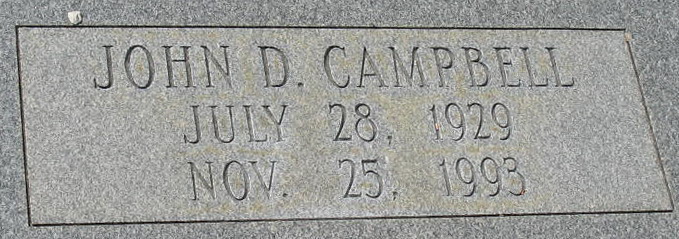 JOHN D. CAMPBELL
JULY 28, 1929
NOV. 25, 1993